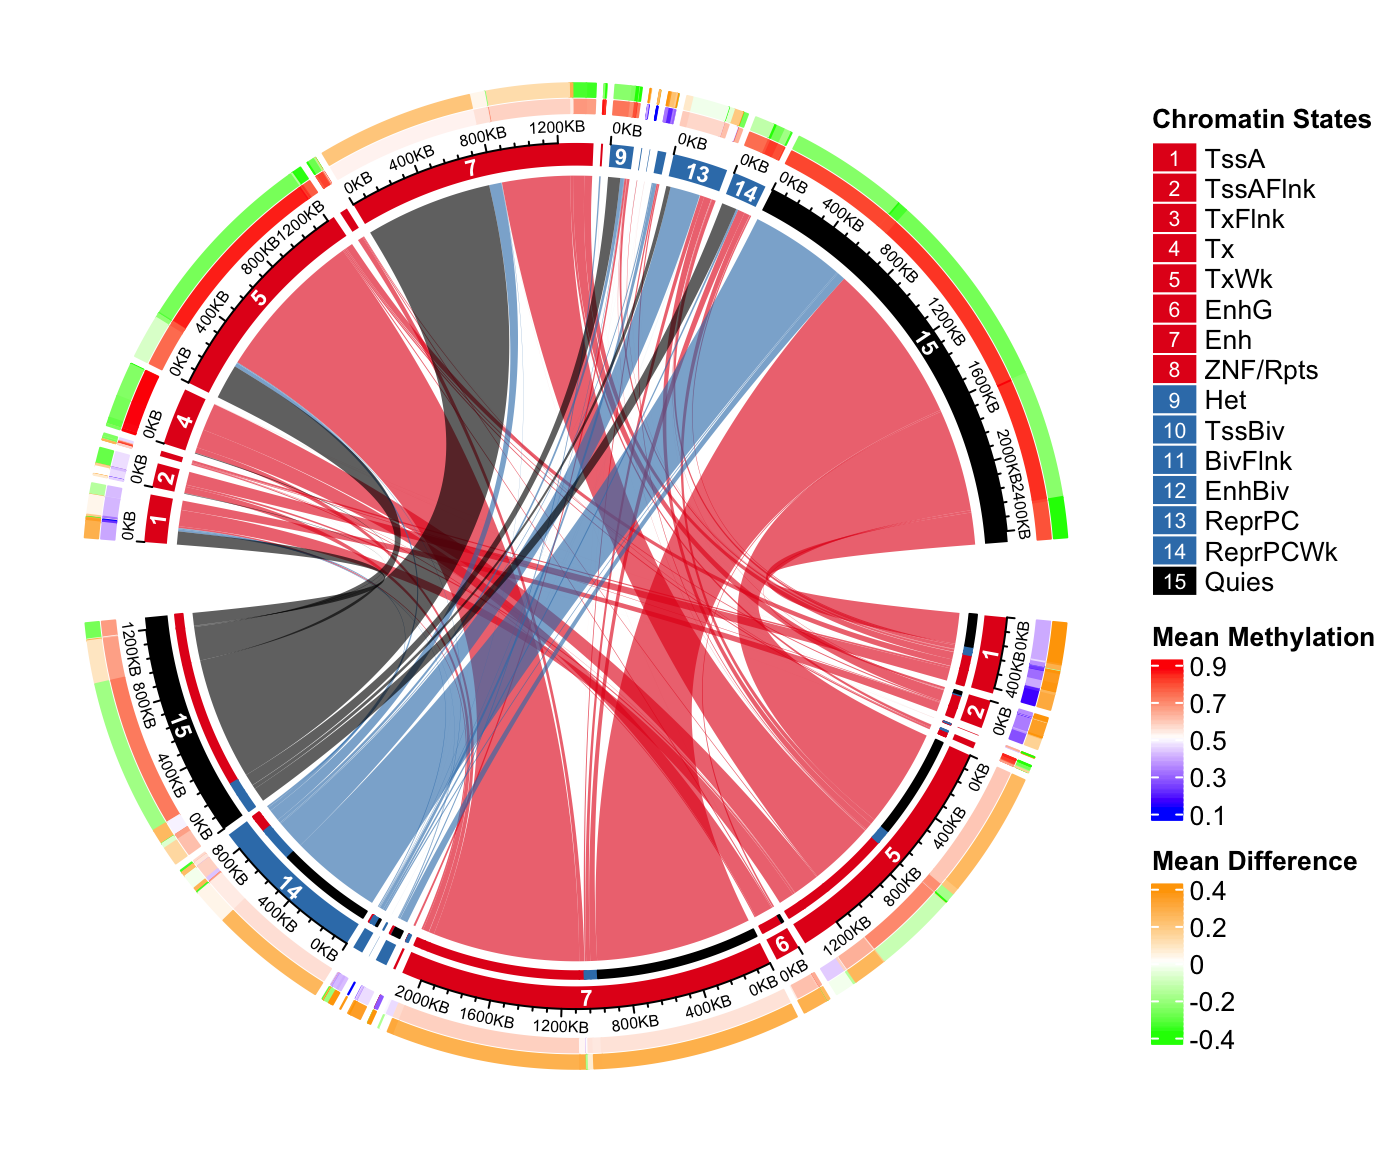 Chromatin States
1 TssA
2 TssAFlnk
3 TxFlnk
4 Tx
5 TxWk
6 EnhG
7 Enh
8 ZNF/Rpts
9 Het
10 TssBiv
11 BivFlnk
12 EnhBiv
13 ReprPC
14 ReprPCWk
15 Quies
Mean Methylation
0.9
0.7
0.5
0.3
0.1
Mean Difference
0.4
0.2
0
-0.2
-0.4
1
0KB
2
0KB
4
0KB
5
0KB
400KB
800KB
1200KB
7
0KB
400KB
800KB
1200KB
9
0KB
13
0KB
14
0KB
15
0KB
400KB
800KB
1200KB
1600KB
2000KB
2400KB
1
0KB
400KB
2
0KB
5
0KB
400KB
800KB
1200KB
6
0KB
7
0KB
400KB
800KB
1200KB
1600KB
2000KB
14
0KB
400KB
800KB
15
0KB
400KB
800KB
1200KB